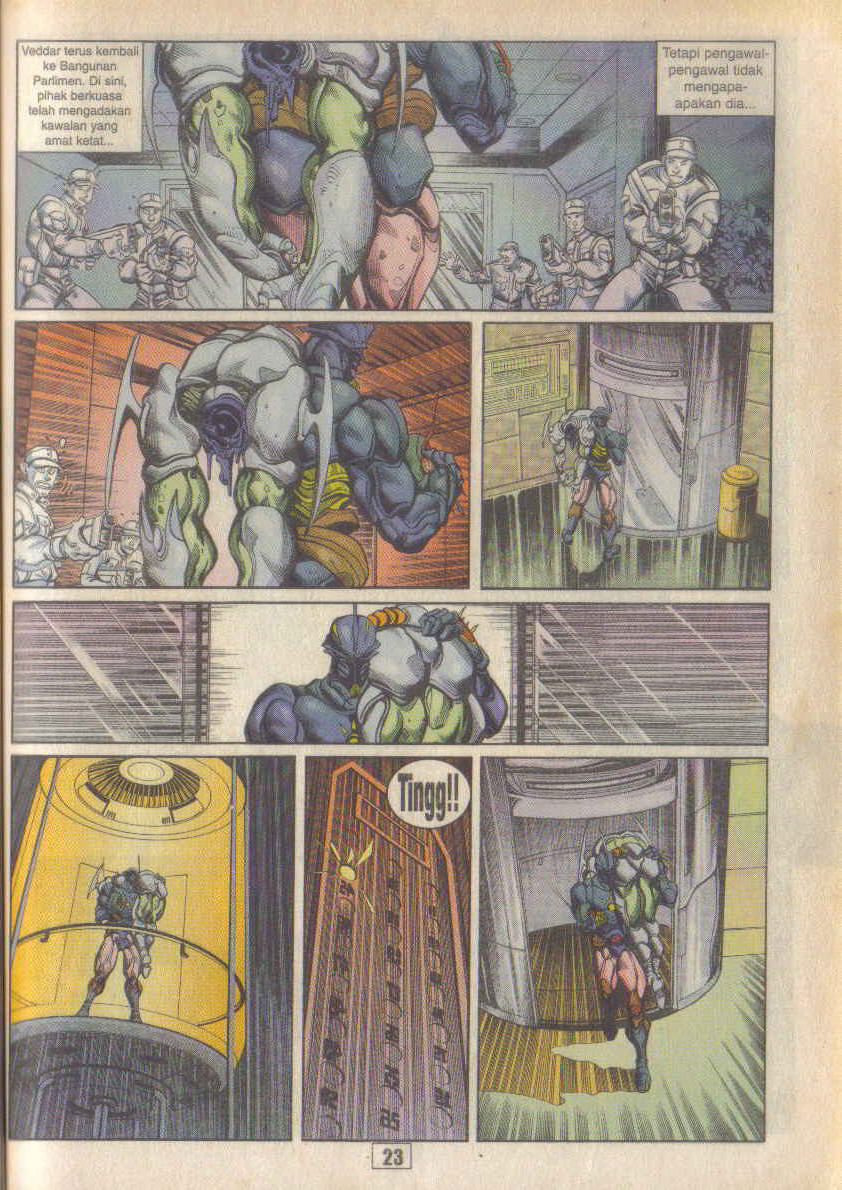 Veddar terus kembali
ke Bangunan
Parlimen. Di sini,
pihak berkuasa
telah mengadakan
kawalan yang
amat ketat...
Tetapi pengawal-
pengawal tidak
mengapa-
apakan dia...
Tingg!!
23